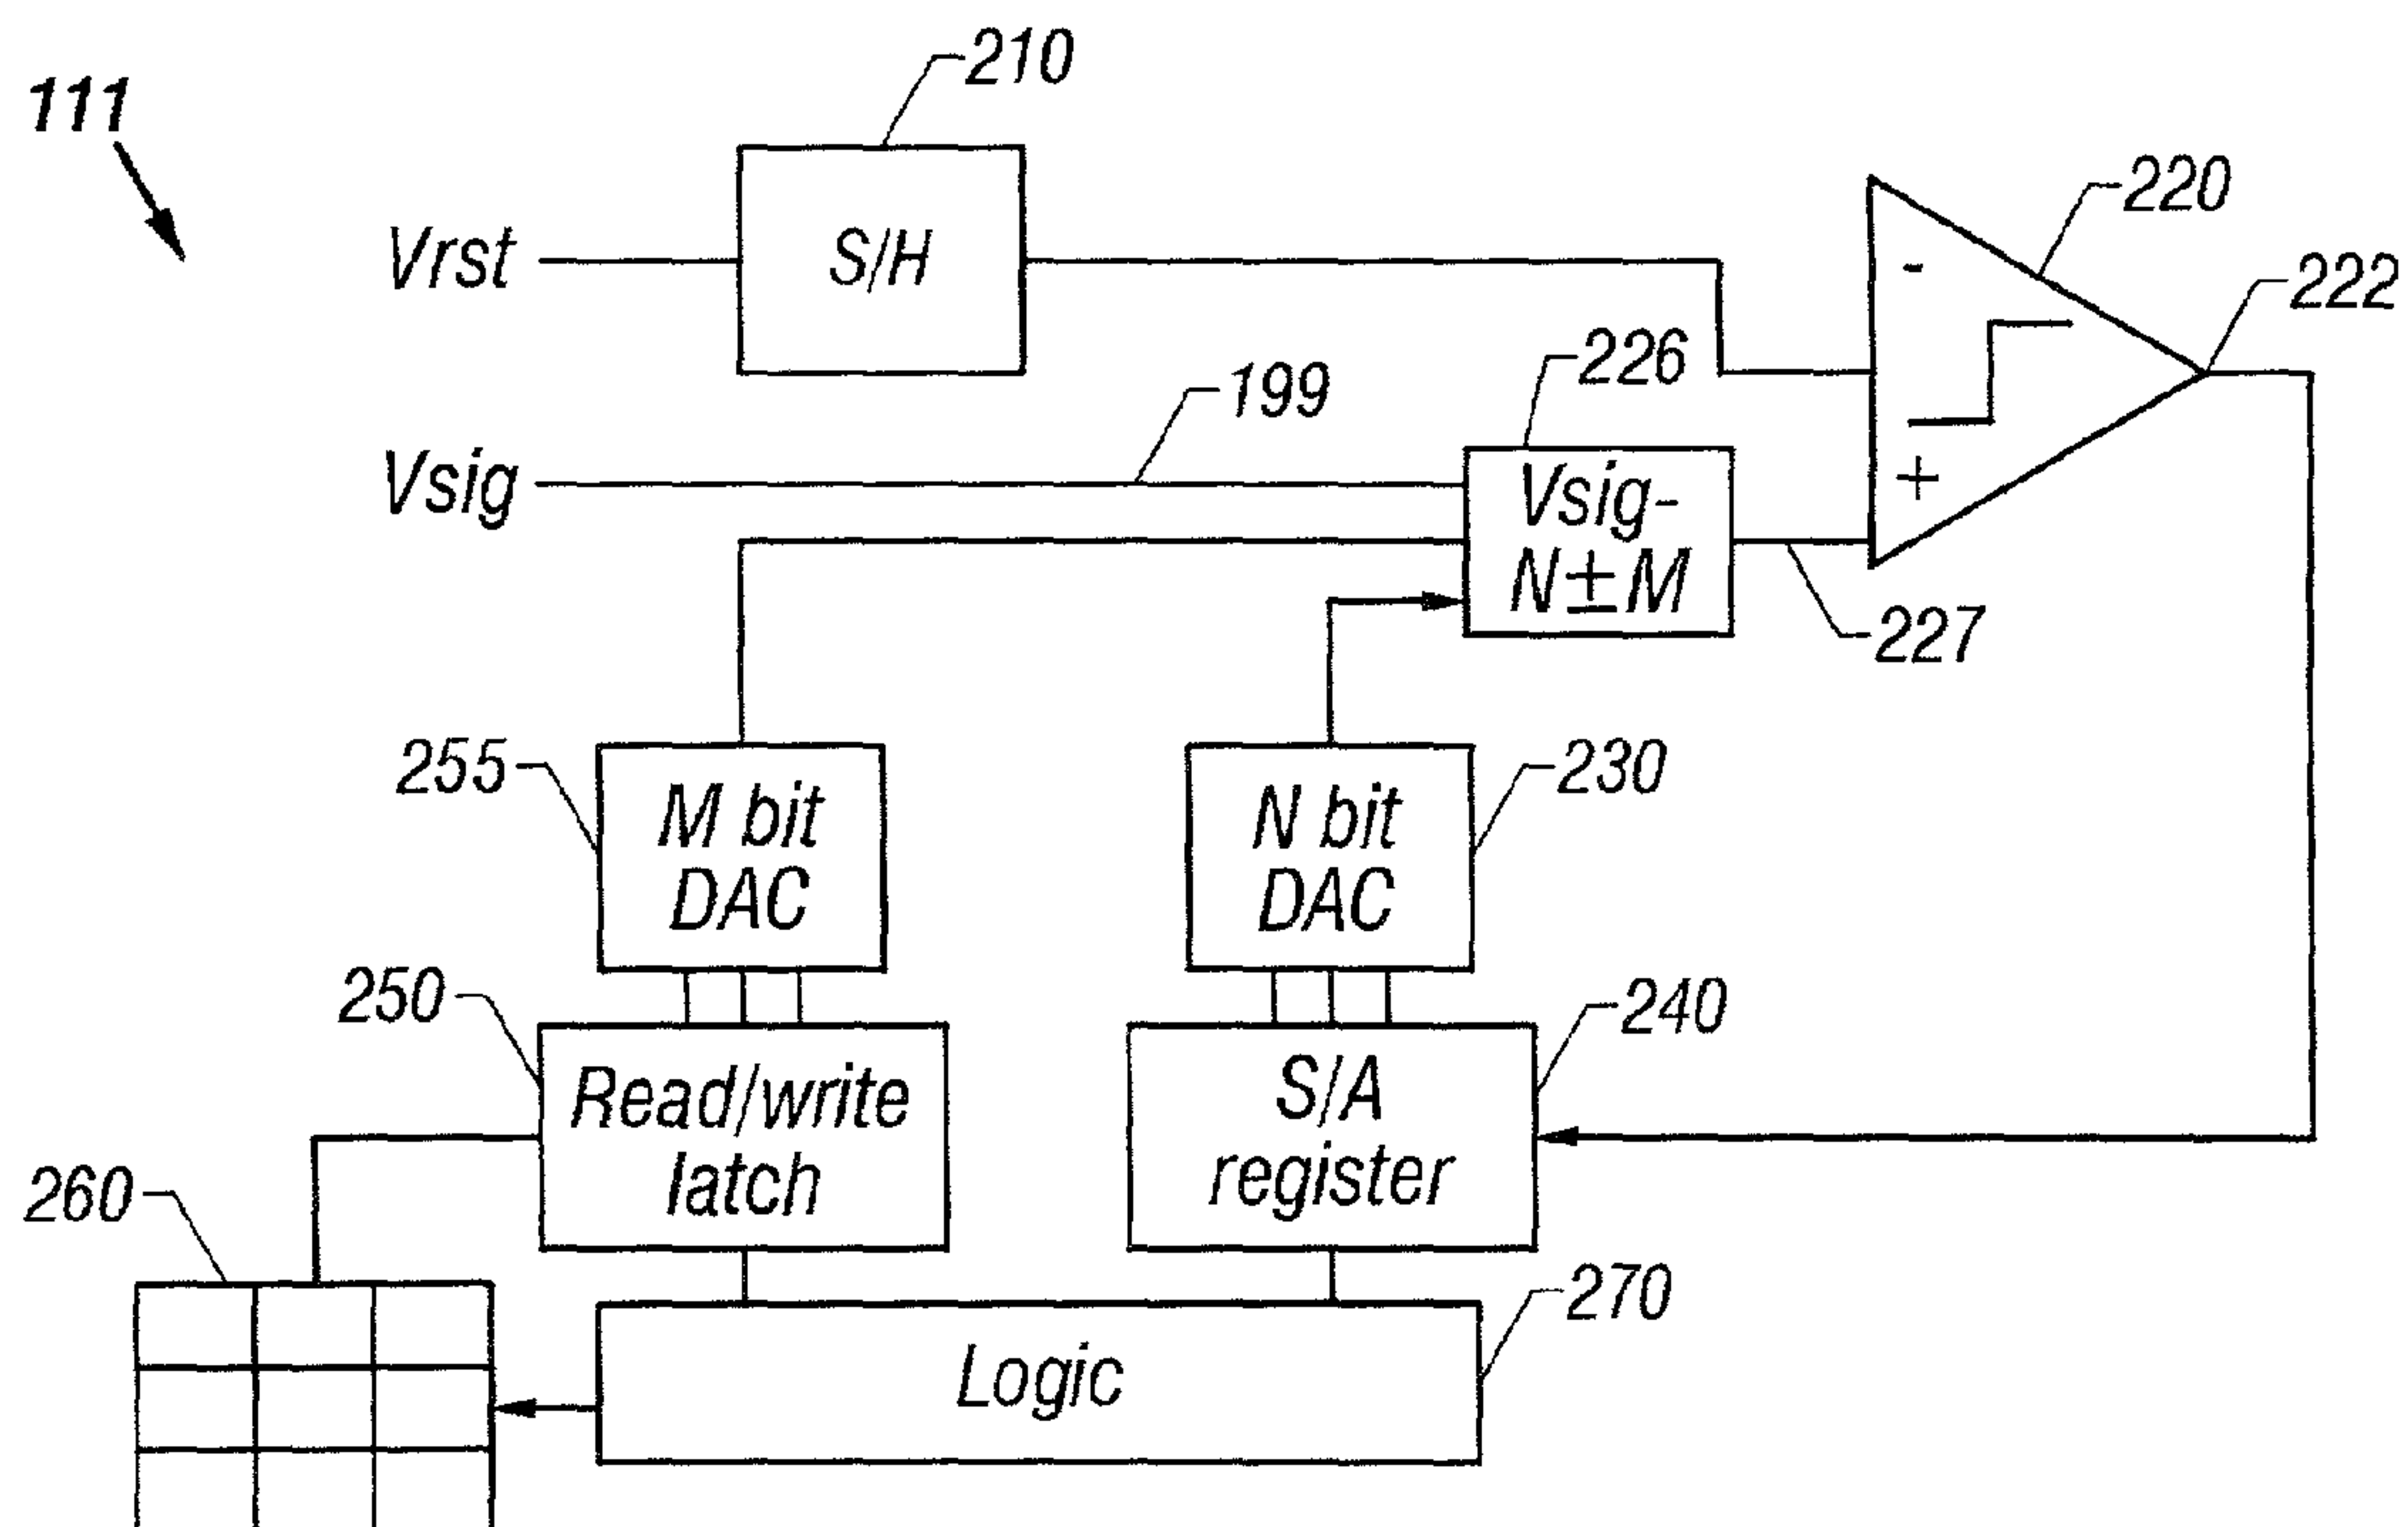 210
111
220
Vrst
S/H
-
222
226
199
Vsig
Vsig-
N±M
+
227
255
M bit
DAC
N bit
DAC
230
250
Read/write
latch
S/A
register
240
260
270
Logic